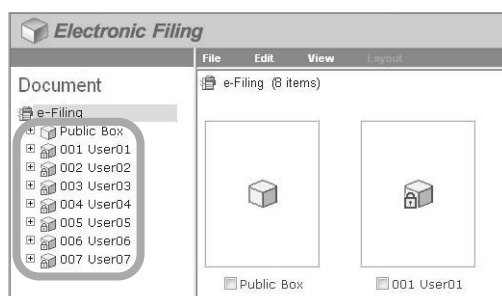 Electronic Filing
File Edit View Layout
Document
e-Filing
Public Box
001 User01
002 User02
003 User03
004 User04
005 User05
006 User06
007 User07
e-Filing (8 items)
Public Box 001 User01